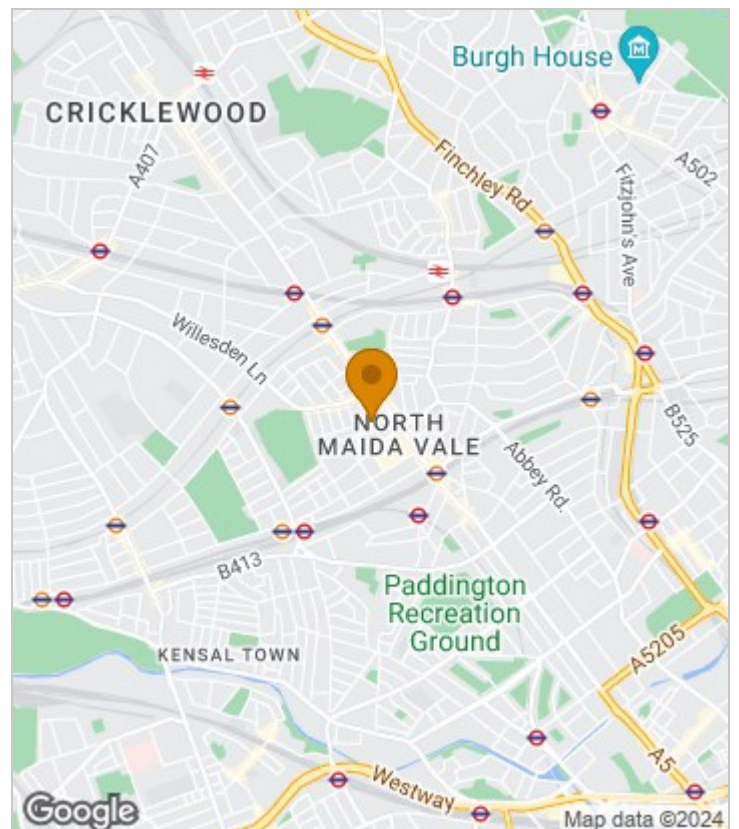 Burgh House
CRICKLEWOOD
A407
Finchley Rd
A502
Fitzjohn's Ave
Willesden Ln
NORTH
MAIDA VALE
Abbey Rd.
B525
B413
Paddington
Recreation
Ground
KENSAL TOWN
A5205
A5
Westway
Google
Map data ©2024